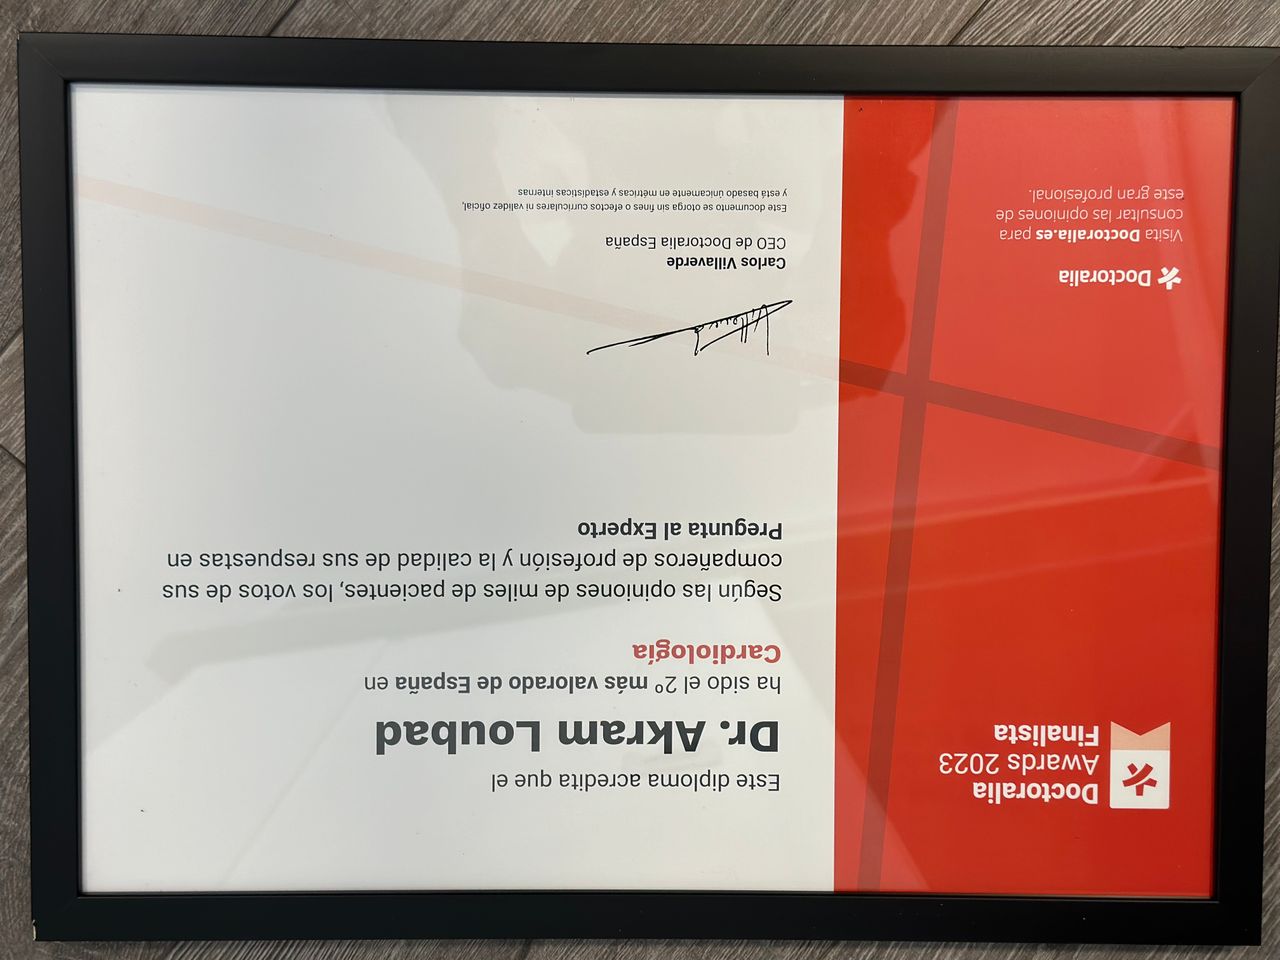 Doctoralia
Awards 2023
Finalista
Doctoralia
Visita Doctoralia.es para
consultar las opiniones de
este gran profesional.
Este diploma acredita que el
Dr. Akram Loubad
ha sido el 2º más valorado de España en
Cardiología
Según las opiniones de miles de pacientes, los votos de sus
compañeros de profesión y la calidad de sus respuestas en
Pregunta al Experto
Villaverde
Carlos Villaverde
CEO de Doctoralia España
Este documento se otorga sin fines o efectos curriculares ni validez oficial,
y está basado únicamente en métricas y estadísticas internas